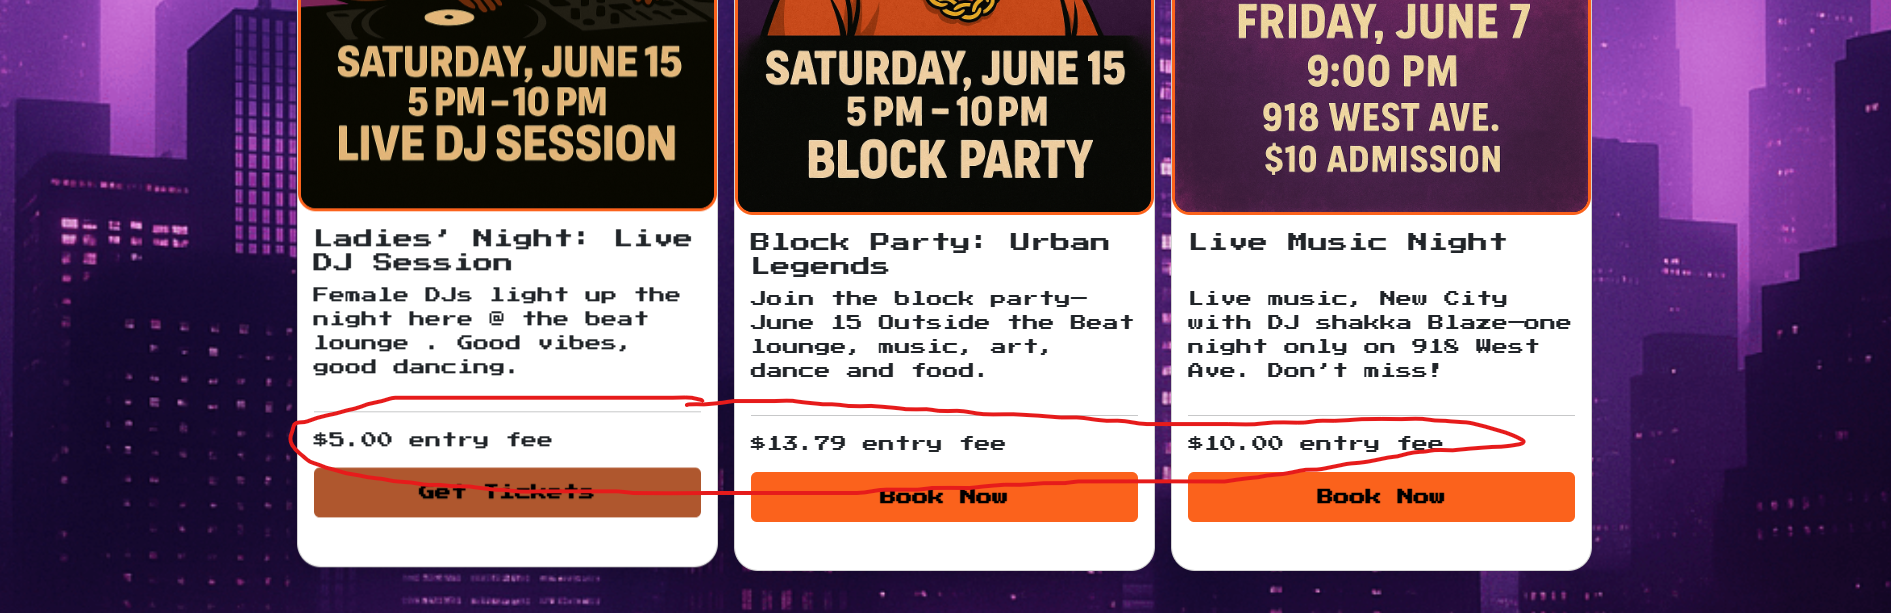 SATURDAY, JUNE 15
5 PM – 10 PM
LIVE DJ SESSION
Ladies’ Night: Live
DJ Session
Female DJs light up the
night here @ the beat
lounge . Good vibes,
good dancing.
$5.00 entry fee
Get Tickets
SATURDAY, JUNE 15
5 PM – 10 PM
BLOCK PARTY
Block Party: Urban
Legends
Join the block party—
June 15 Outside the Beat
lounge, music, art,
dance and food.
$13.79 entry fee
Book Now
FRIDAY, JUNE 7
9:00 PM
918 WEST AVE.
$10 ADMISSION
Live Music Night
Live music, New City
with DJ shakka Blaze—one
night only on 918 West
Ave. Don’t miss!
$10.00 entry fee
Book Now